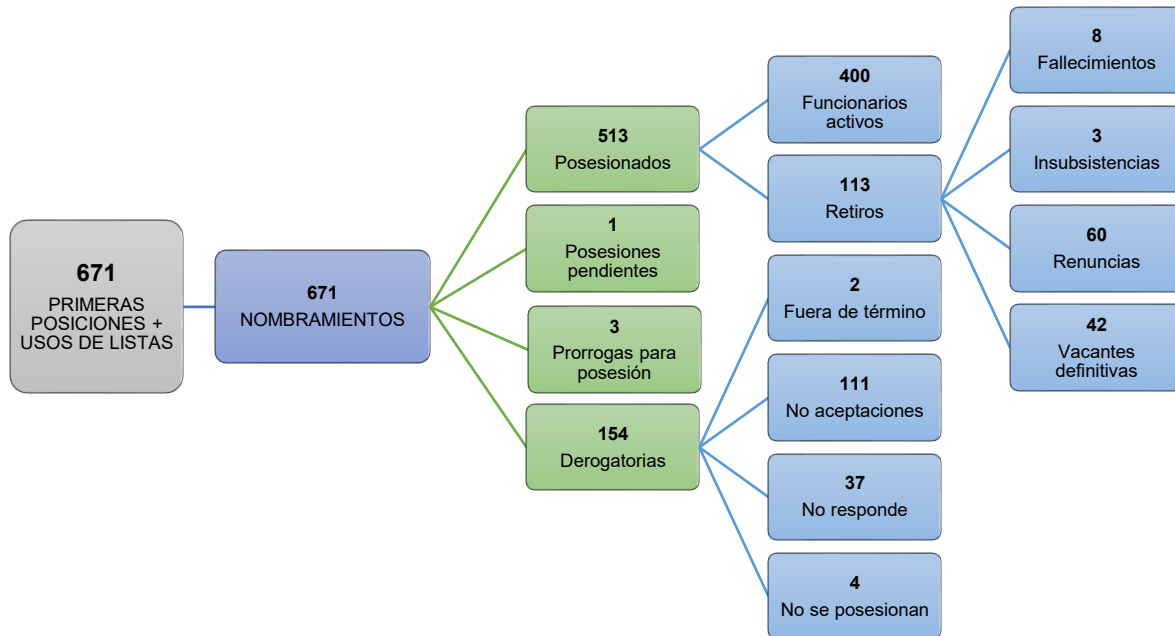 671
PRIMERAS
POSICIONES +
USOS DE LISTAS
671
NOMBRAMIENTOS
513
Posesionados
1
Posesiones
pendientes
3
Prorrogas para
posesión
154
Derogatorias
400
Funcionarios
activos
113
Retiros
2
Fuera de término
111
No aceptaciones
37
No responde
4
No se posesionan
8
Fallecimientos
3
Insubsistencias
60
Renuncias
42
Vacantes
definitivas